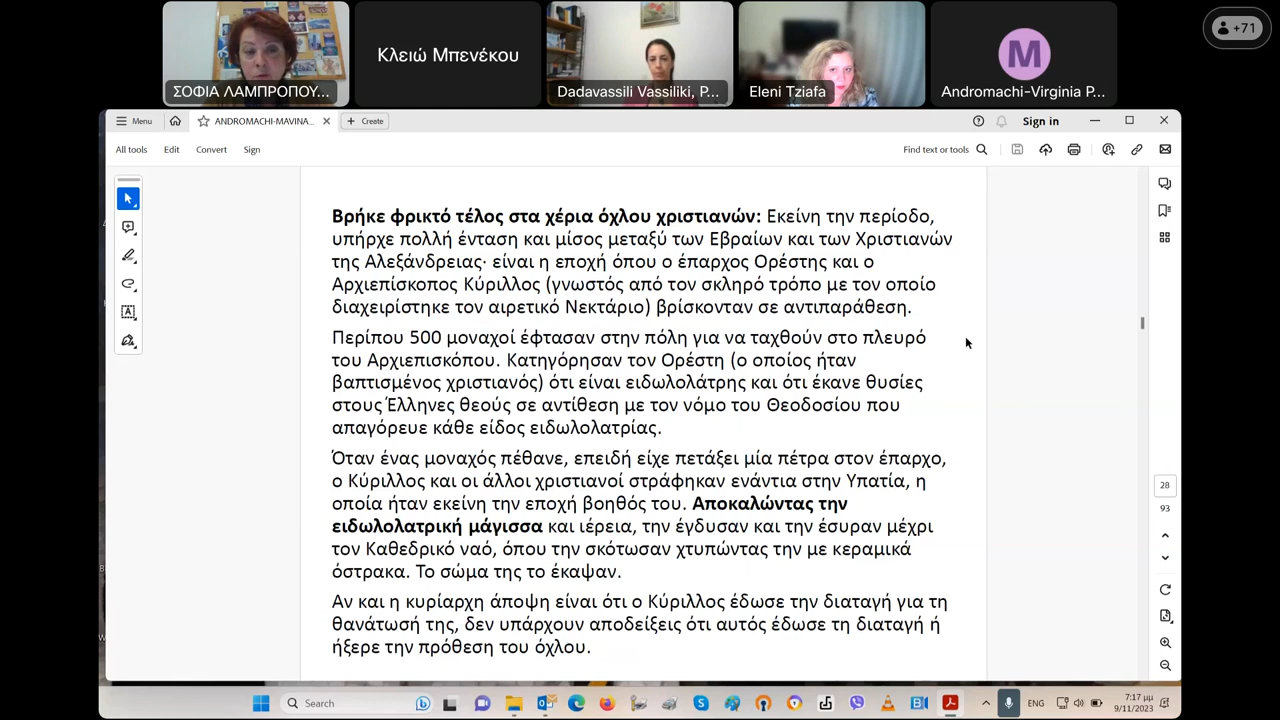 +71
Κλειώ Μπενέκου
ΣΟΦΙΑ ΛΑΜΠΡΟΠΟΥ...
Dadavassili Vassiliki, P...
Eleni Tziafa
M
Andromachi-Virginia P...
Menu
ANDROMACHI-MAVINA...
Create
Sign in
All tools
Edit
Convert
Sign
Find text or tools
Βρήκε φρικτό τέλος στα χέρια όχλου χριστιανών: Εκείνη την περίοδο,
υπήρχε πολλή ένταση και μίσος μεταξύ των Εβραίων και των Χριστιανών
της Αλεξάνδρειας· είναι η εποχή όπου ο έπαρχος Ορέστης και ο
Αρχιεπίσκοπος Κύριλλος (γνωστός από τον σκληρό τρόπο με τον οποίο
διαχειρίστηκε τον αιρετικό Νεκτάριο) βρίσκονταν σε αντιπαράθεση.
Περίπου 500 μοναχοί έφτασαν στην πόλη για να ταχθούν στο πλευρό
του Αρχιεπισκόπου. Κατηγόρησαν τον Ορέστη (ο οποίος ήταν
βαπτισμένος χριστιανός) ότι είναι ειδωλολάτρης και ότι έκανε θυσίες
στους Έλληνες θεούς σε αντίθεση με τον νόμο του Θεοδοσίου που
απαγόρευε κάθε είδος ειδωλολατρίας.
Όταν ένας μοναχός πέθανε, επειδή είχε πετάξει μία πέτρα στον έπαρχο,
ο Κύριλλος και οι άλλοι χριστιανοί στράφηκαν ενάντια στην Υπατία, η
οποία ήταν εκείνη την εποχή βοηθός του. Αποκαλώντας την
ειδωλολατρική μάγισσα και ιέρεια, την έγδυσαν και την έσυραν μέχρι
τον Καθεδρικό ναό, όπου την σκότωσαν χτυπώντας την με κεραμικά
όστρακα. Το σώμα της το έκαψαν.
Αν και η κυρίαρχη άποψη είναι ότι ο Κύριλλος έδωσε την διαταγή για τη
θανάτωσή της, δεν υπάρχουν αποδείξεις ότι αυτός έδωσε τη διαταγή ή
ήξερε την πρόθεση του όχλου.
28
93
Search
ENG
7:17 μμ
9/11/2023